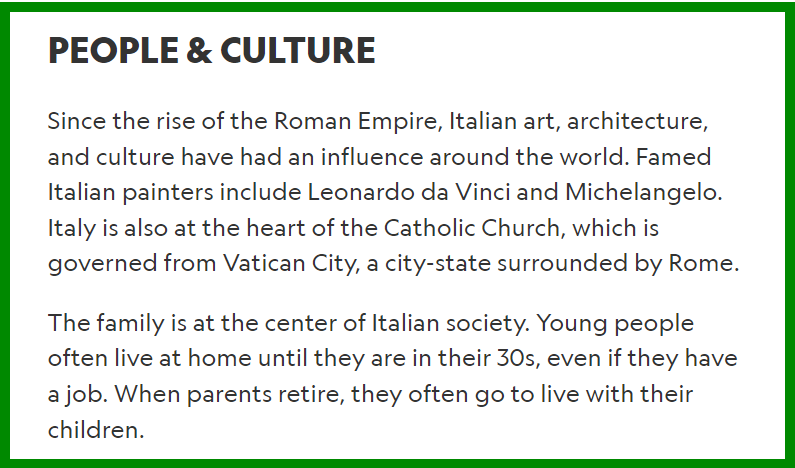 PEOPLE & CULTURE
Since the rise of the Roman Empire, Italian art, architecture,
and culture have had an influence around the world. Famed
Italian painters include Leonardo da Vinci and Michelangelo.
Italy is also at the heart of the Catholic Church, which is
governed from Vatican City, a city-state surrounded by Rome.
The family is at the center of Italian society. Young people
often live at home until they are in their 30s, even if they have
a job. When parents retire, they often go to live with their
children.